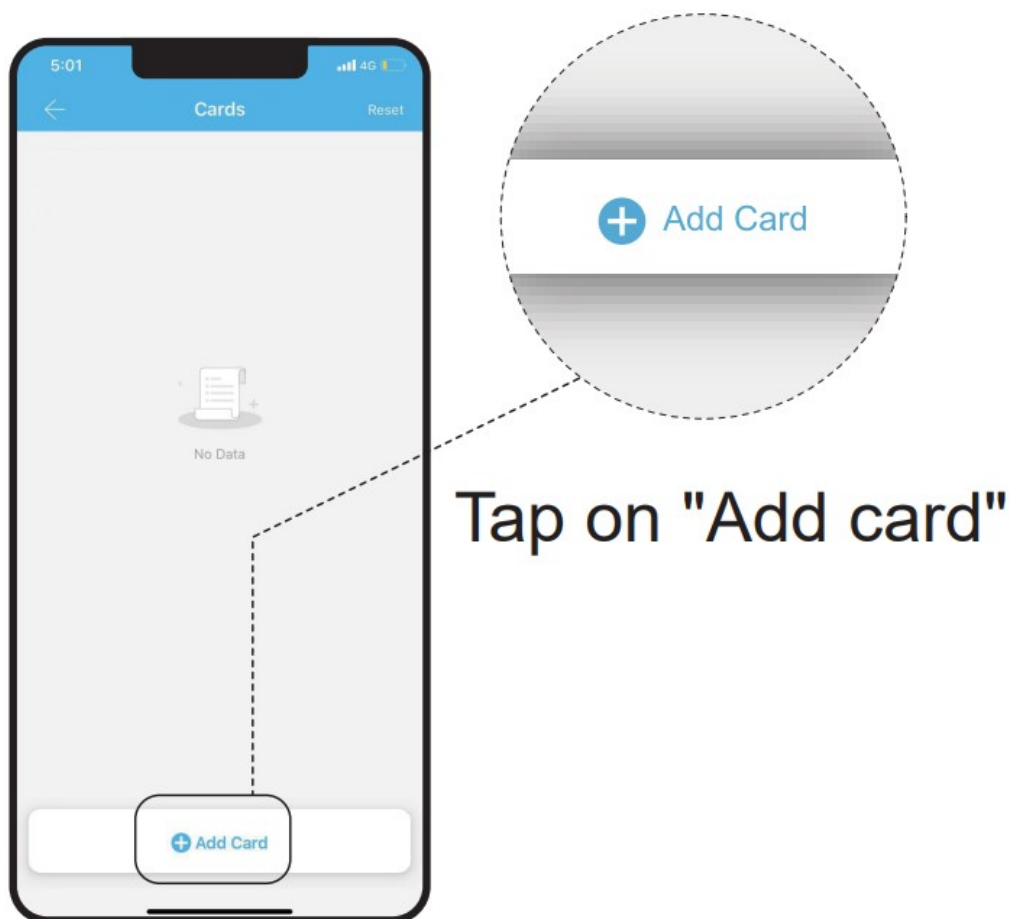 5:01 4G
Cards Reset
No Data
Add Card
Add Card
Tap on "Add card"